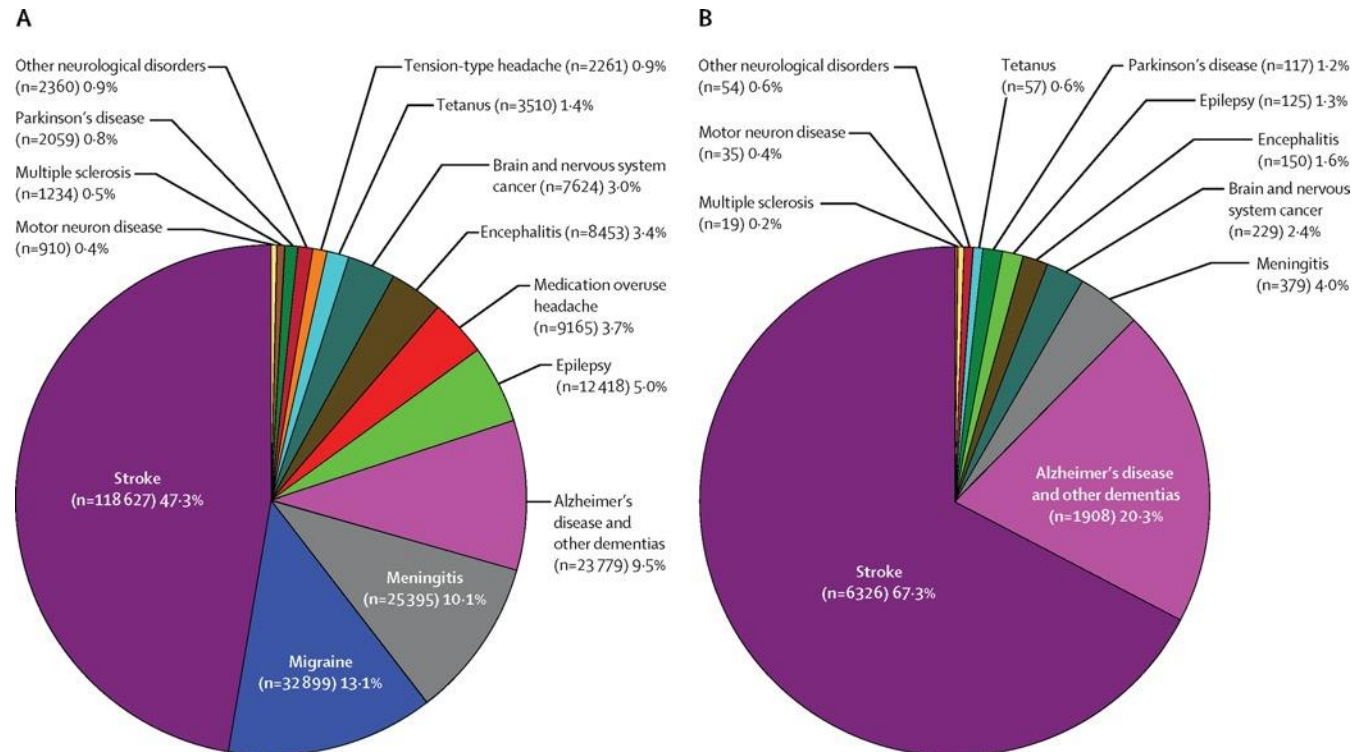 A
Other neurological disorders
(n=2360) 0·9%
Parkinson's disease
(n=2059) 0·8%
Multiple sclerosis
(n=1234) 0·5%
Motor neuron disease
(n=910) 0·4%
Tension-type headache (n=2261) 0·9%
Tetanus (n=3510) 1·4%
Brain and nervous system
cancer (n=7624) 3·0%
Encephalitis (n=8453) 3·4%
Medication overuse
headache
(n=9165) 3·7%
Epilepsy
(n=12 418) 5·0%
Alzheimer's
disease and
other dementias
(n=23 779) 9·5%
Meningitis
(n=25 395) 10·1%
Migraine
(n=32 899) 13·1%
Stroke
(n=118 627) 47·3%
B
Other neurological disorders
(n=54) 0·6%
Motor neuron disease
(n=35) 0·4%
Multiple sclerosis
(n=19) 0·2%
Tetanus
(n=57) 0·6%
Parkinson's disease (n=117) 1·2%
Epilepsy (n=125) 1·3%
Encephalitis
(n=150) 1·6%
Brain and nervous
system cancer
(n=229) 2·4%
Meningitis
(n=379) 4·0%
Alzheimer's disease
and other dementias
(n=1908) 20·3%
Stroke
(n=6326) 67·3%